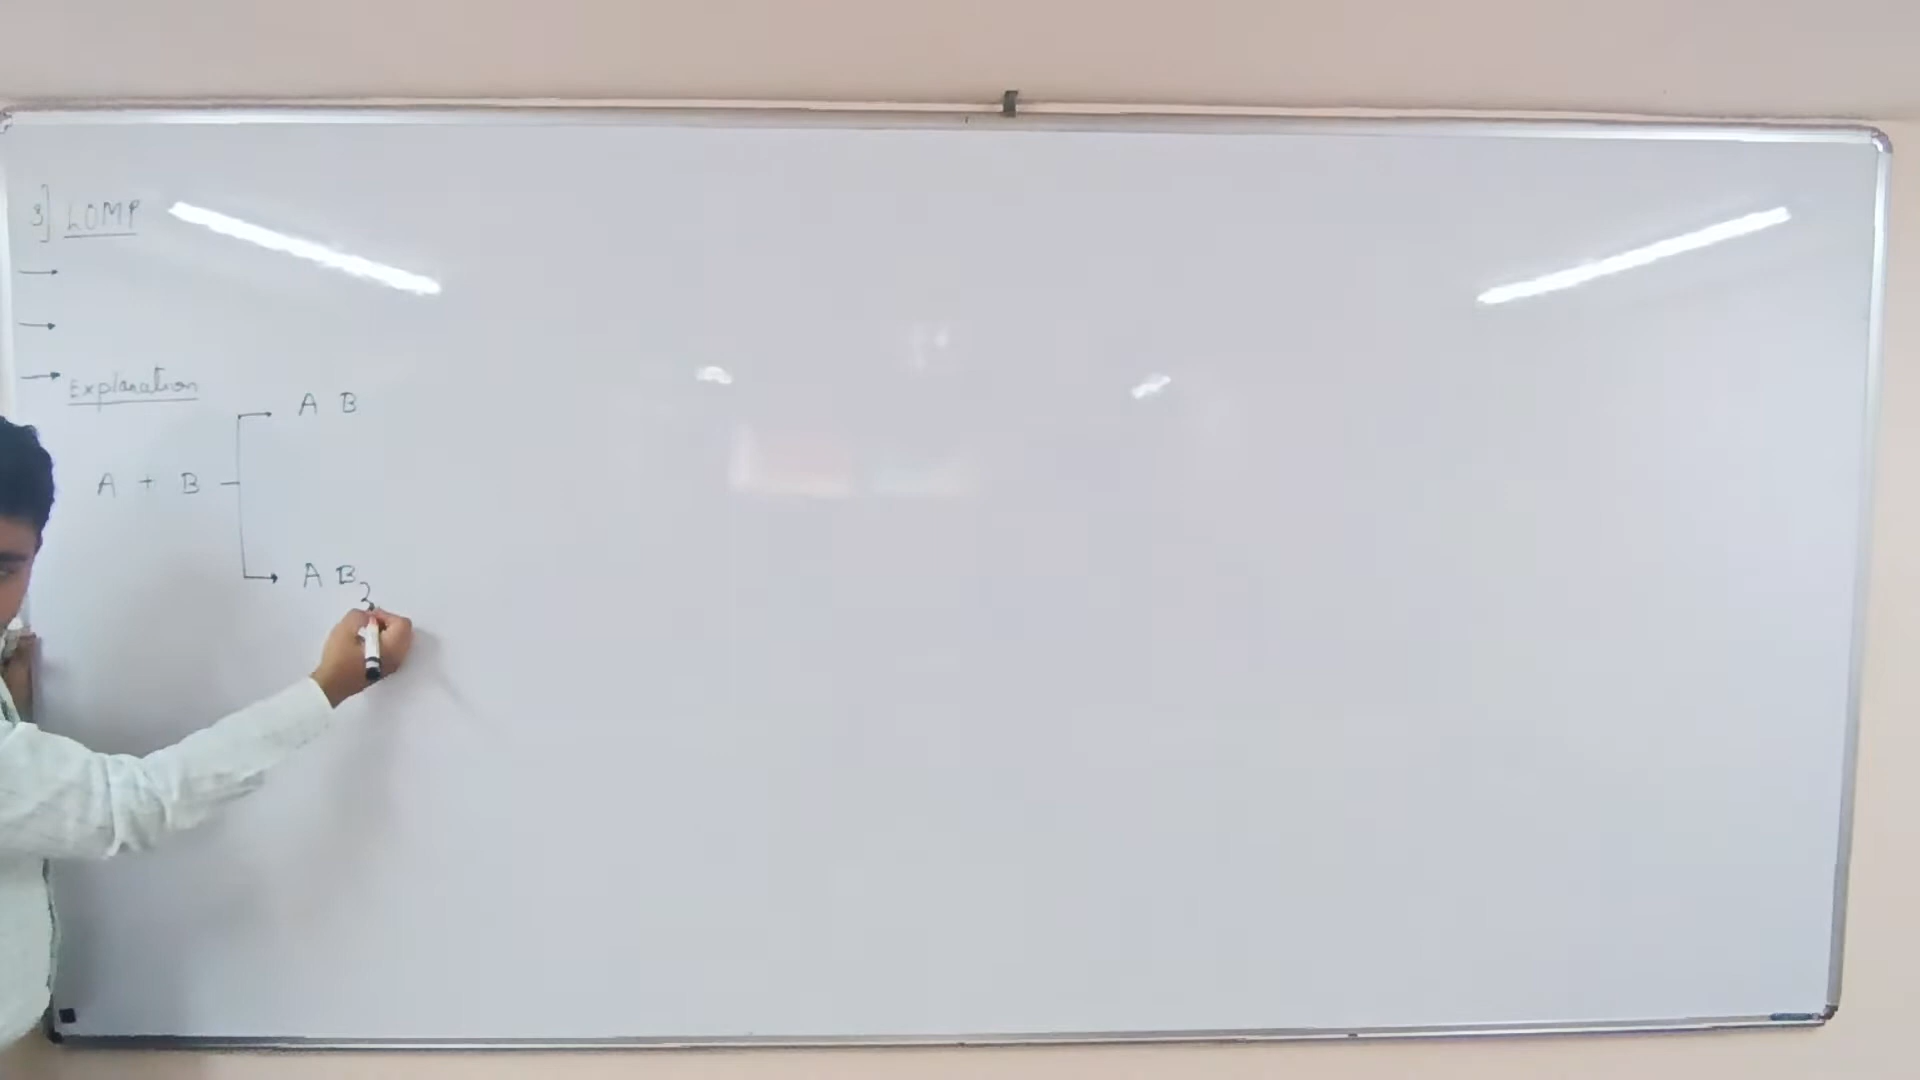 3] LOMP
→
→
→ Explanation
A B
A + B
A B2